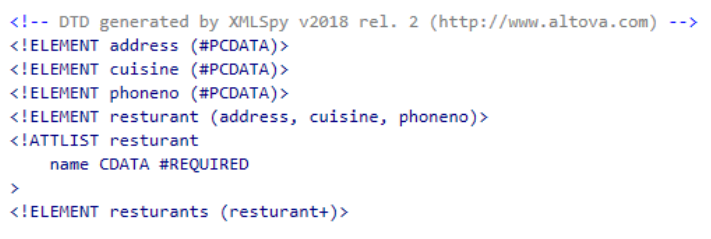 <!-- DTD generated by XMLSpy v2018 rel. 2 (http://www.altova.com) -->
<!ELEMENT address (#PCDATA)>
<!ELEMENT cuisine (#PCDATA)>
<!ELEMENT phoneno (#PCDATA)>
<!ELEMENT resturant (address, cuisine, phoneno)>
<!ATTLIST resturant
    name CDATA #REQUIRED
>
<!ELEMENT resturants (resturant+)>